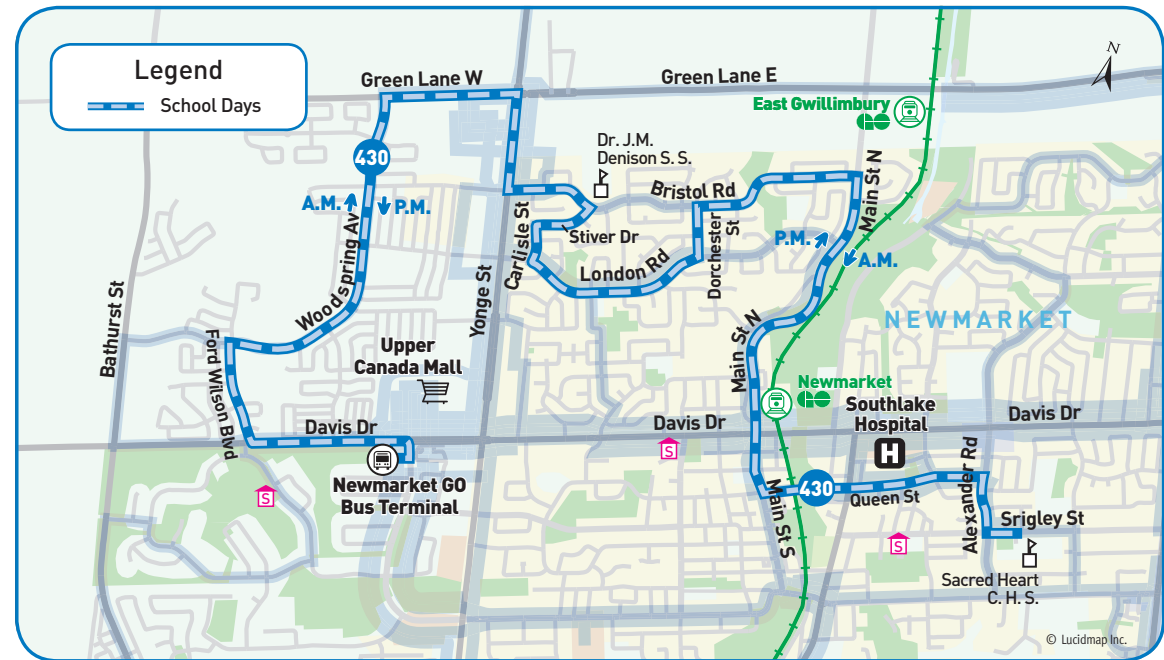 Legend
School Days
N
Green Lane W
Green Lane E
East Gwillimbury
430
Dr. J.M.
Denison S. S.
A.M.
P.M.
Bristol Rd
Main St N
Carlisle St
Stiver Dr
Dorchester
St
P.M.
A.M.
London Rd
Woodspring Av
Bathurst St
Yonge St
NEWMARKET
Ford Wilson Blvd
Upper
Canada Mall
Main St N
Newmarket
Southlake
Hospital
H
Davis Dr
Davis Dr
Davis Dr
S
Newmarket GO
Bus Terminal
S
Main St S
430
Queen St
Alexander Rd
Srigley St
S
Sacred Heart
C. H. S.
© Lucidmap Inc.